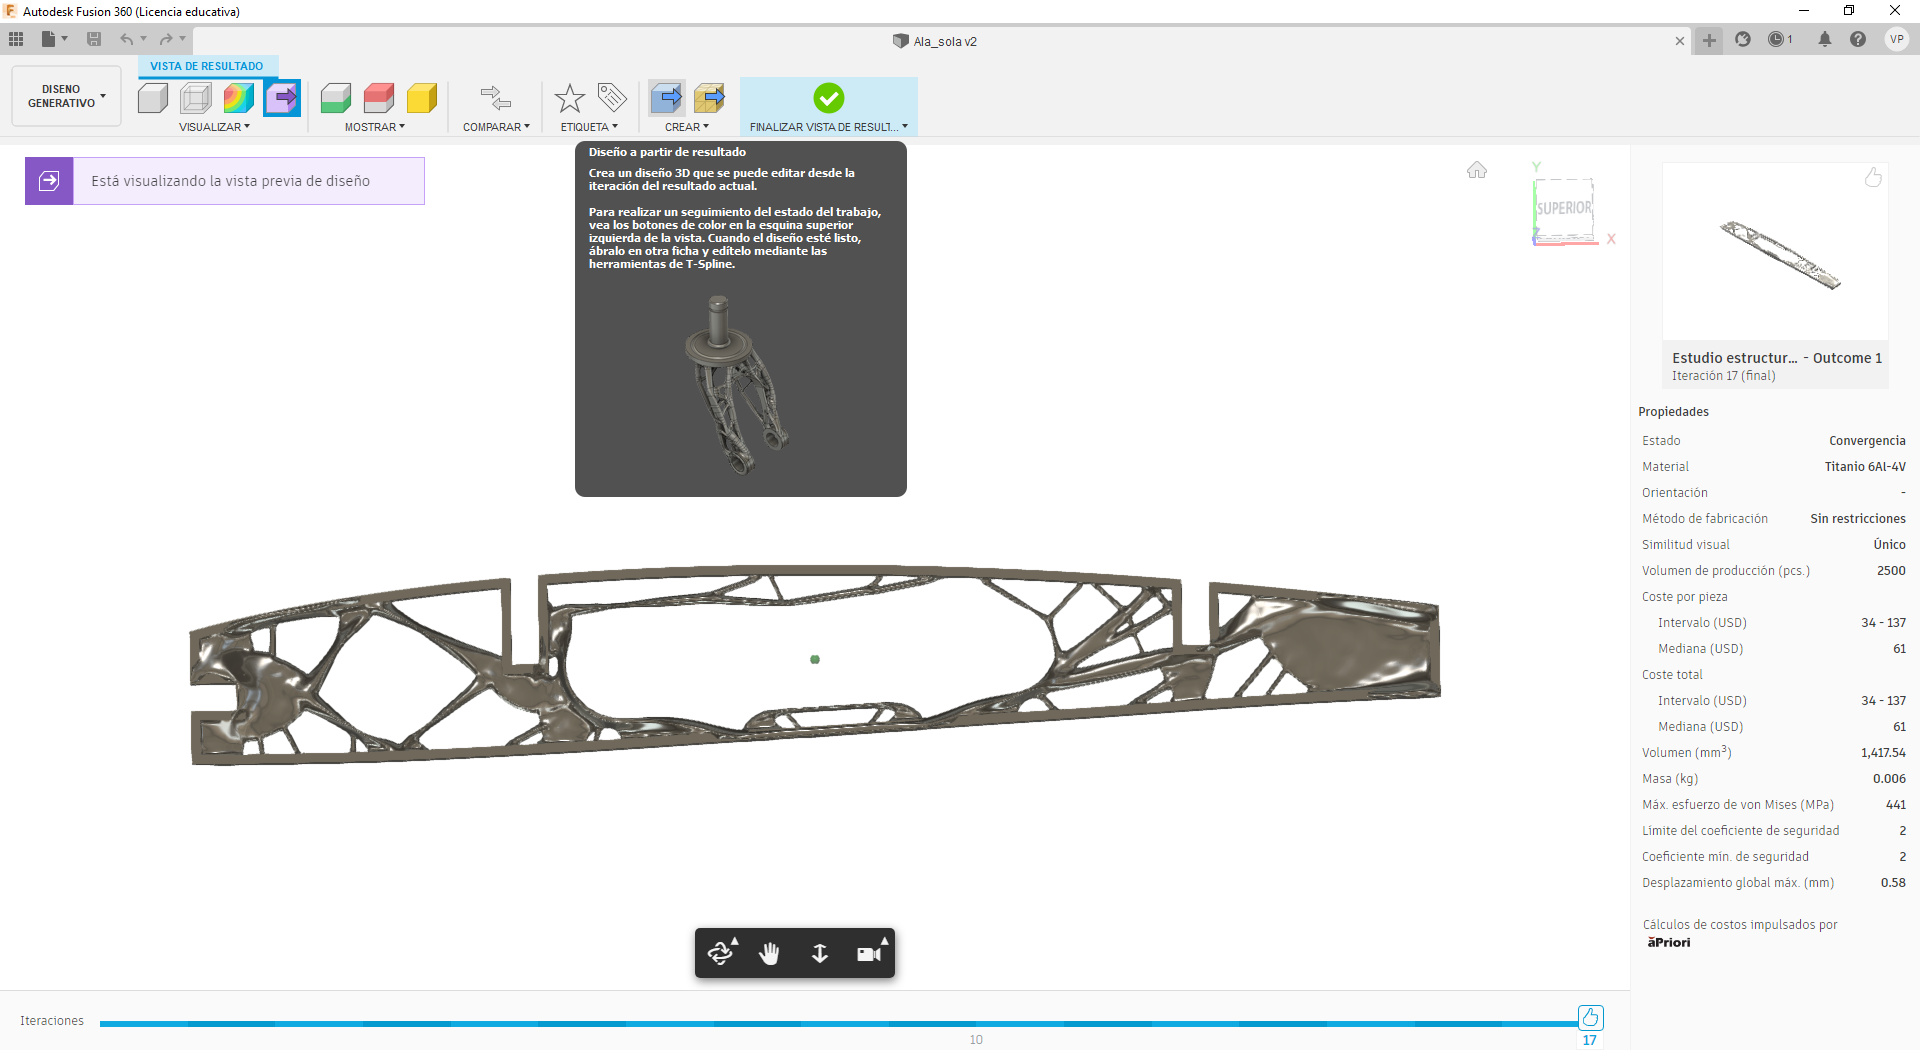 Autodesk Fusion 360 (Licencia educativa)
Ala_sola v2
1
VP
DISEÑO
GENERATIVO
VISTA DE RESULTADO
VISUALIZAR
MOSTRAR
COMPARAR
ETIQUETA
CREAR
FINALIZAR VISTA DE RESULT...
Está visualizando la vista previa de diseño
Diseño a partir de resultado
Crea un diseño 3D que se puede editar desde la
iteración del resultado actual.
Para realizar un seguimiento del estado del trabajo,
vea los botones de color en la esquina superior
izquierda de la vista. Cuando el diseño esté listo,
ábralo en otra ficha y edítelo mediante las
herramientas de T-Spline.
Y
SUPERIOR
Z
X
Estudio estructur... - Outcome 1
Iteración 17 (final)
Propiedades
Estado Convergencia
Material Titanio 6Al-4V
Orientación -
Método de fabricación Sin restricciones
Similitud visual Único
Volumen de producción (pcs.) 2500
Coste por pieza
Intervalo (USD) 34 - 137
Mediana (USD) 61
Coste total
Intervalo (USD) 34 - 137
Mediana (USD) 61
Volumen (mm³) 1,417.54
Masa (kg) 0.006
Máx. esfuerzo de von Mises (MPa) 441
Límite del coeficiente de seguridad 2
Coeficiente mín. de seguridad 2
Desplazamiento global máx. (mm) 0.58
Cálculos de costos impulsados por
āPriori
Iteraciones
10
17